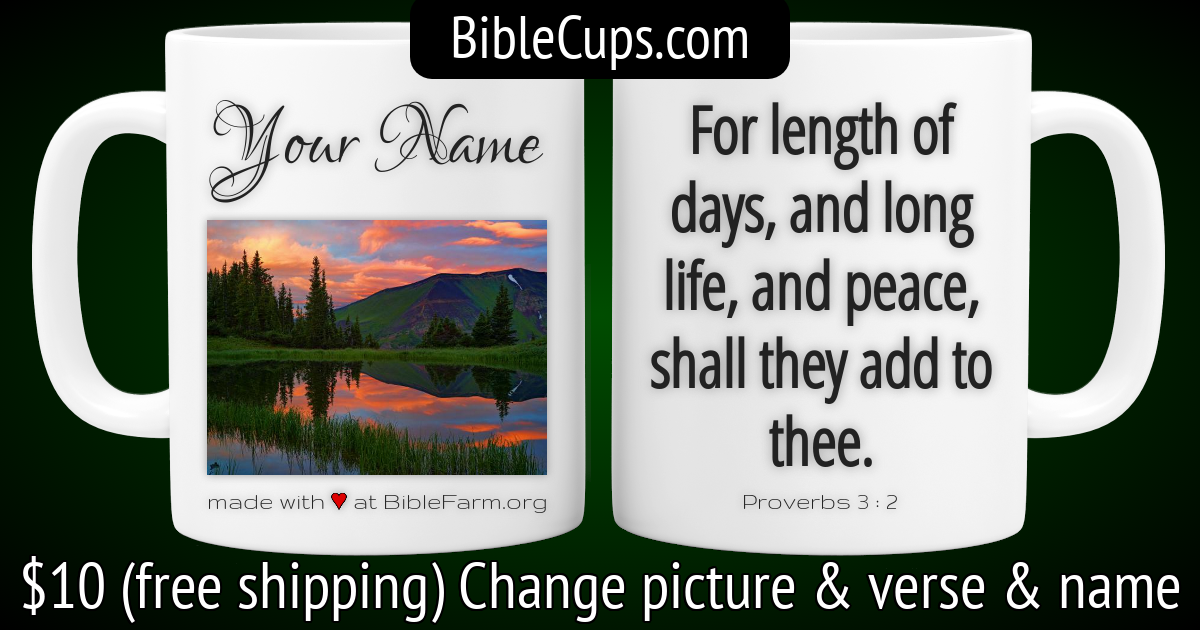 BibleCups.com
Your Name
made with ♥ at BibleFarm.org
For length of
days, and long
life, and peace,
shall they add to
thee.
Proverbs 3 : 2
$10 (free shipping) Change picture & verse & name